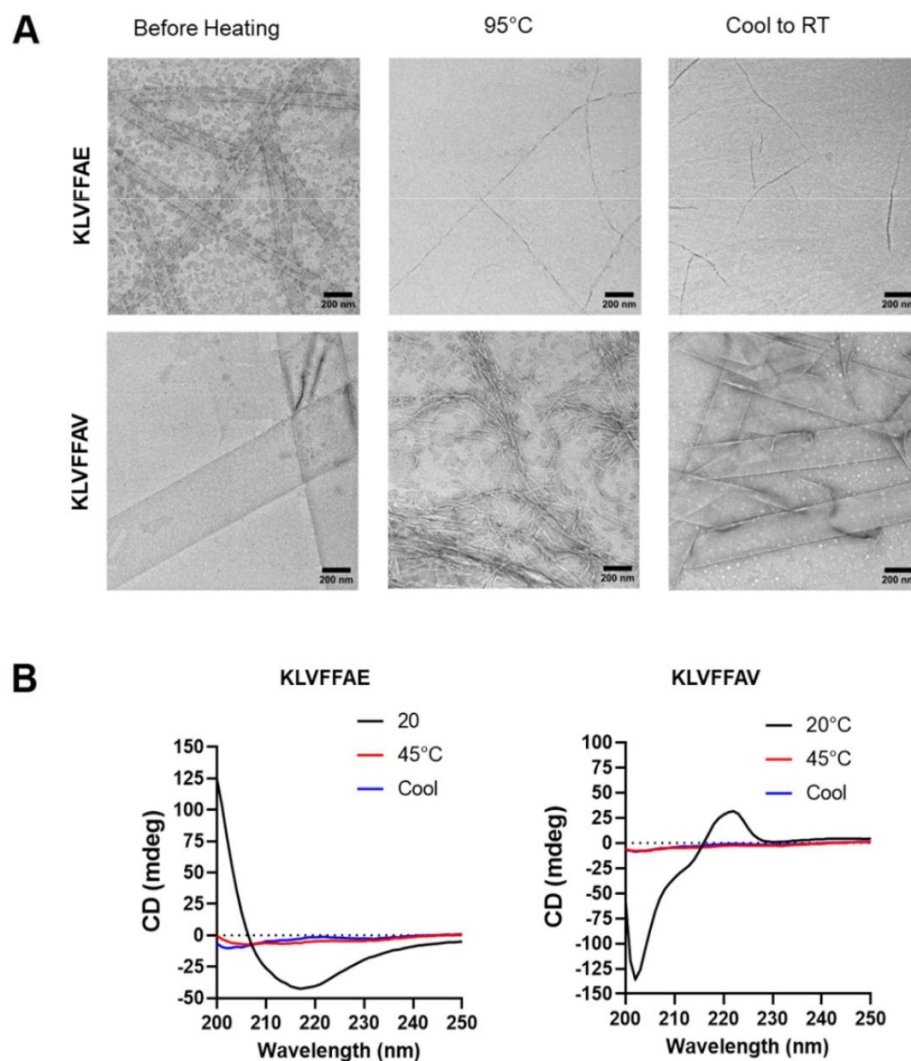 A
Before Heating 95°C Cool to RT
KLVFFAE
200 nm 200 nm 200 nm
KLVFFAV
200 nm 200 nm 200 nm
B
KLVFFAE
20
45°C
Cool
CD (mdeg)
150
125
100
75
50
25
0
-25
-50
200 210 220 230 240 250
Wavelength (nm)
KLVFFAV
20°C
45°C
Cool
CD (mdeg)
100
75
50
25
0
-25
-50
-75
-100
-125
-150
200 210 220 230 240 250
Wavelength (nm)